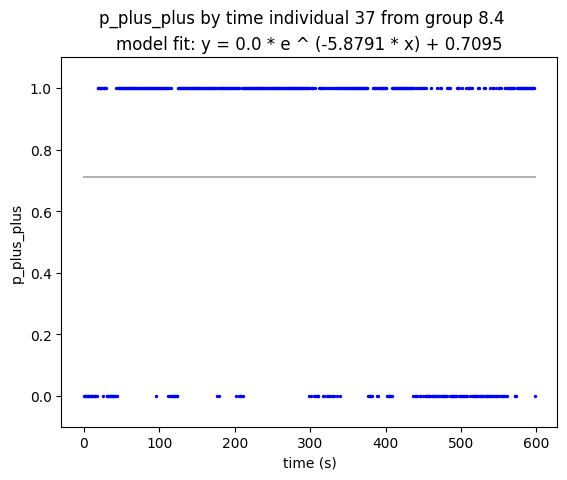 p_plus_plus by time individual 37 from group 8.4
model fit: y = 0.0 * e ^ (-5.8791 * x) + 0.7095
1.0
0.8
0.6
0.4
0.2
0.0
p_plus_plus
0 100 200 300 400 500 600
time (s)